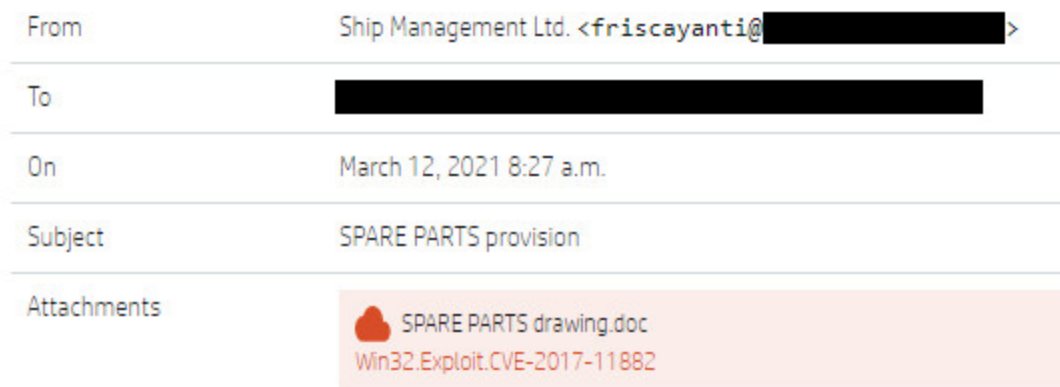 From Ship Management Ltd. <friscayanti@ >
To
On March 12, 2021 8:27 a.m.
Subject SPARE PARTS provision
Attachments SPARE PARTS drawing.doc
Win32.Exploit.CVE-2017-11882